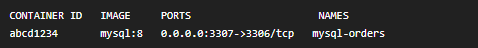 CONTAINER ID IMAGE PORTS NAMES
abcd1234 mysql:8 0.0.0.0:3307->3306/tcp mysql-orders